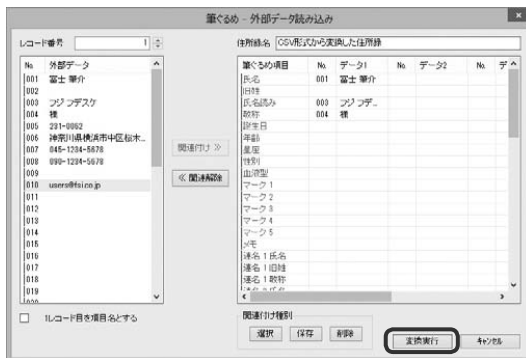 筆ぐるめ - 外部データ読み込み
レコード番号 1
住所録名 CSV形式から変換した住所録
No. 外部データ
001 富士 筆介
002
003 フジ フデスケ
004 様
005 231-0062
006 神奈川県横浜市中区桜木...
007 045-1234-5678
008 090-1234-5678
009
010 users@fsi.co.jp
011
012
013
014
015
016
017
018
019
関連付け ≫
≪ 関連解除
筆ぐるめ項目 No. データ1 No. データ2 No. デ
氏名 001 富士 筆介
旧姓
氏名読み 003 フジ フデ...
敬称 004 様
誕生日
年齢
星座
性別
血液型
マーク 1
マーク 2
マーク 3
マーク 4
マーク 5
メモ
連名 1 氏名
連名 1 旧姓
連名 1 敬称
1レコード目を項目名とする
関連付け種別
選択 保存 削除
変換実行 キャンセル